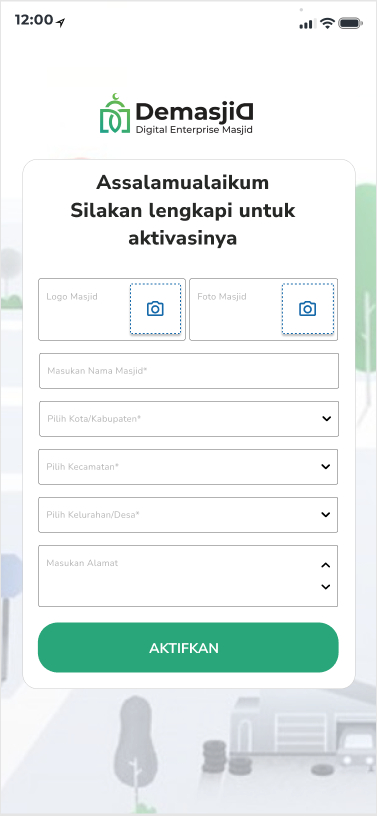 12:00
DemasjiD
Digital Enterprise Masjid
Assalamualaikum
Silakan lengkapi untuk
aktivasinya
Logo Masjid
Foto Masjid
Masukan Nama Masjid*
Pilih Kota/Kabupaten*
Pilih Kecamatan*
Pilih Kelurahan/Desa*
Masukan Alamat
AKTIFKAN